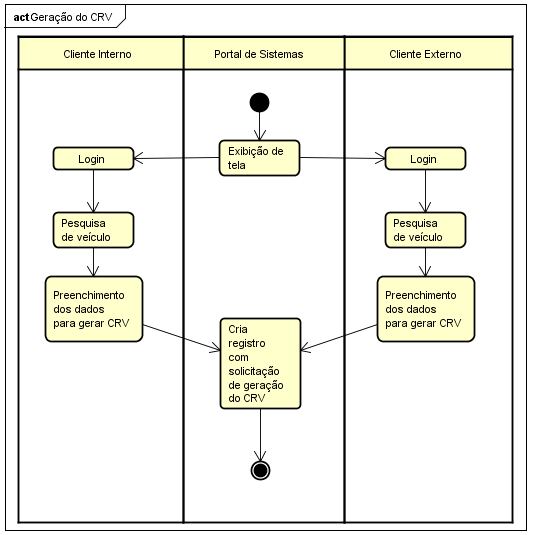 act Geração do CRV
Cliente Interno
Portal de Sistemas
Cliente Externo
Exibição de
tela
Login
Login
Pesquisa
de veículo
Pesquisa
de veículo
Preenchimento
dos dados
para gerar CRV
Preenchimento
dos dados
para gerar CRV
Cria
registro
com
solicitação
de geração
do CRV